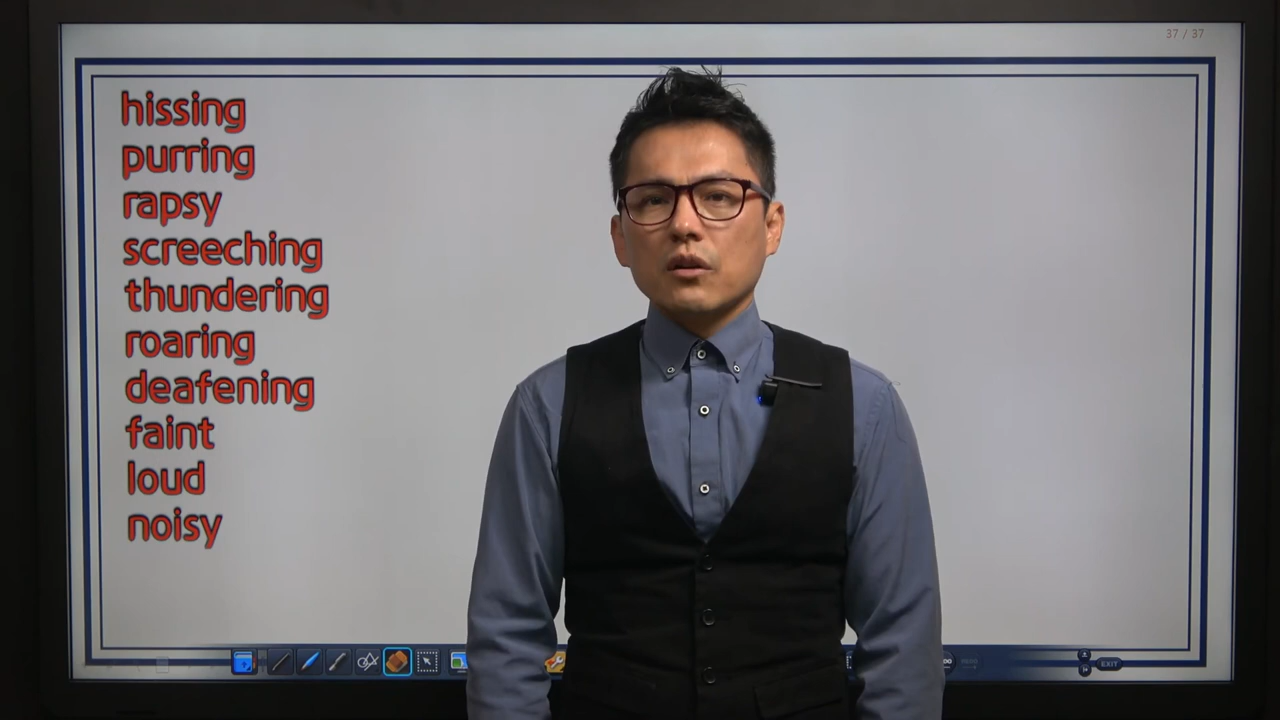 37 / 37
hissing
purring
rapsy
screeching
thundering
roaring
deafening
faint
loud
noisy
EXIT